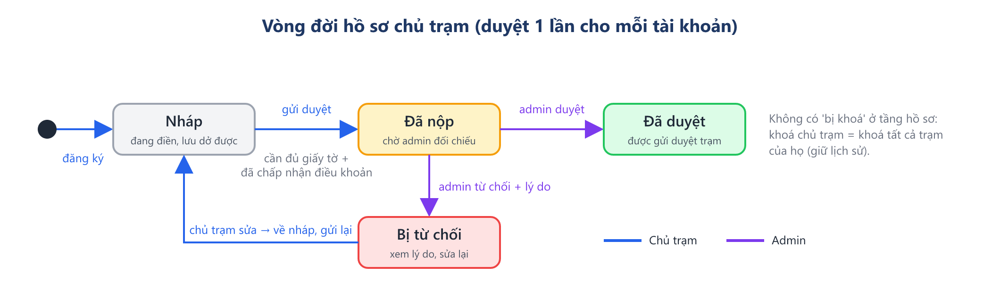 Vòng đời hồ sơ chủ trạm (duyệt 1 lần cho mỗi tài khoản)
đăng ký
Nháp
đang điền, lưu dở được
gửi duyệt
cần đủ giấy tờ +
đã chấp nhận điều khoản
Đã nộp
chờ admin đối chiếu
admin duyệt
Đã duyệt
được gửi duyệt trạm
Không có 'bị khoá' ở tầng hồ sơ:
khoá chủ trạm = khoá tất cả trạm
của họ (giữ lịch sử).
admin từ chối + lý do
chủ trạm sửa → về nháp, gửi lại
Bị từ chối
xem lý do, sửa lại
Chủ trạm
Admin